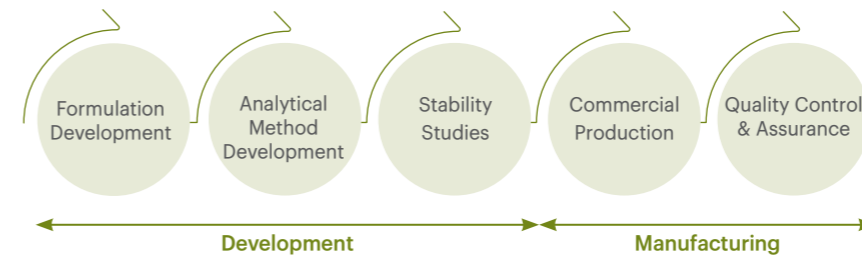 Formulation
Development
Analytical
Method
Development
Stability
Studies
Commercial
Production
Quality Control
& Assurance
Development
Manufacturing